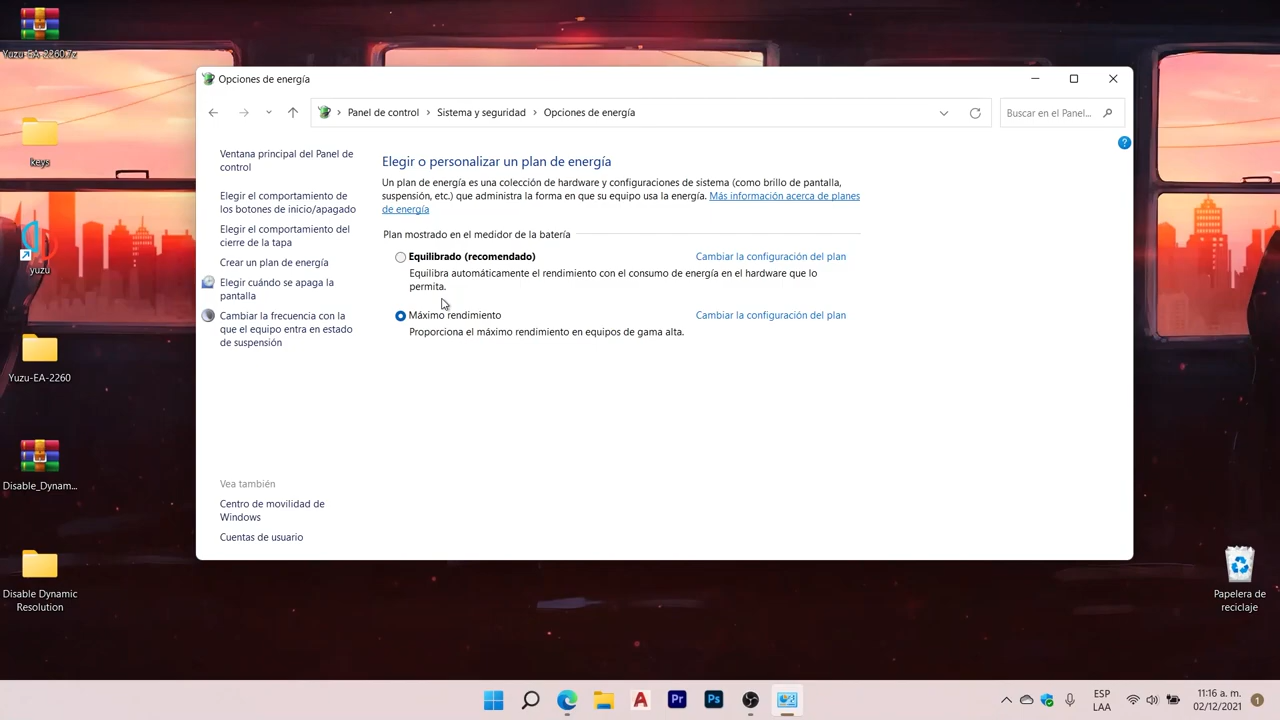 Yuzu-EA-2260.7z
keys
yuzu
Yuzu-EA-2260
Disable_Dynam...
Disable Dynamic
Resolution
Opciones de energía
Panel de control
Sistema y seguridad
Opciones de energía
Buscar en el Panel...
Ventana principal del Panel de
control
Elegir el comportamiento de
los botones de inicio/apagado
Elegir el comportamiento del
cierre de la tapa
Crear un plan de energía
Elegir cuándo se apaga la
pantalla
Cambiar la frecuencia con la
que el equipo entra en estado
de suspensión
Vea también
Centro de movilidad de
Windows
Cuentas de usuario
Elegir o personalizar un plan de energía
Un plan de energía es una colección de hardware y configuraciones de sistema (como brillo de pantalla,
suspensión, etc.) que administra la forma en que su equipo usa la energía. Más información acerca de planes
de energía
Plan mostrado en el medidor de la batería
Equilibrado (recomendado)
Cambiar la configuración del plan
Equilibra automáticamente el rendimiento con el consumo de energía en el hardware que lo
permita.
Máximo rendimiento
Cambiar la configuración del plan
Proporciona el máximo rendimiento en equipos de gama alta.
?
Papelera de
reciclaje
A
Pr
Ps
ESP
LAA
11:16 a. m.
02/12/2021
1